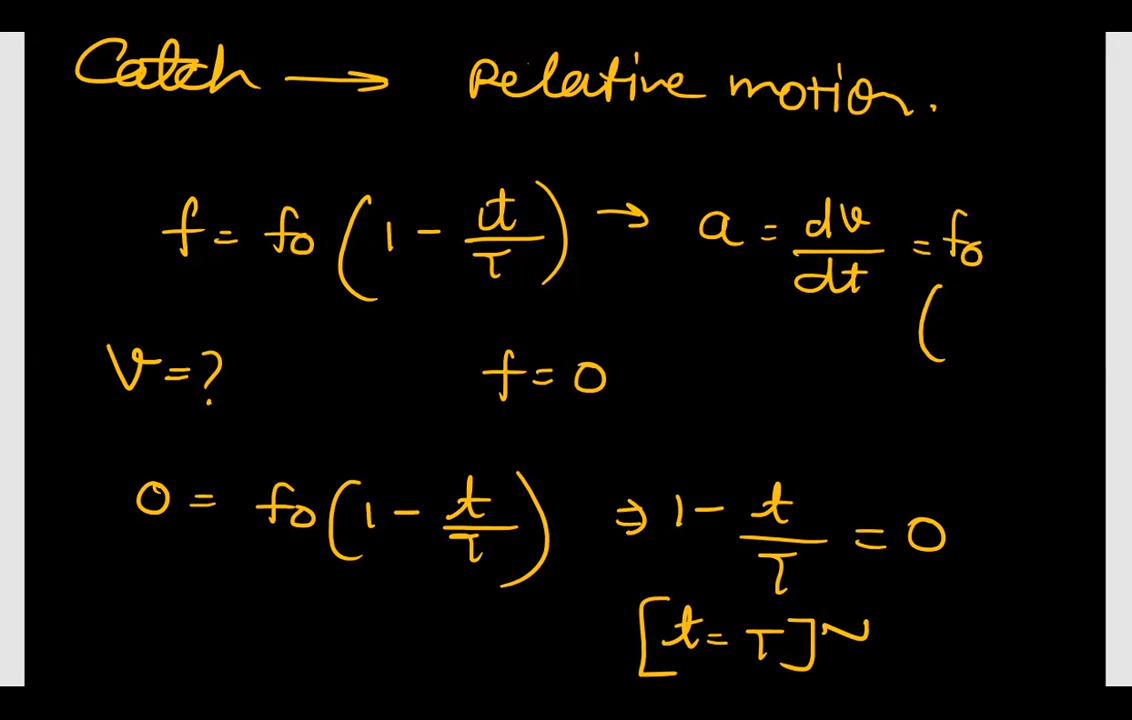 Catch → Relative motion.
f = f₀ (1 - t/T) → a = dv/dt = f₀ (
v = ? f = 0
0 = f₀ (1 - t/T) ⇒ 1 - t/T = 0
[t = T] ~